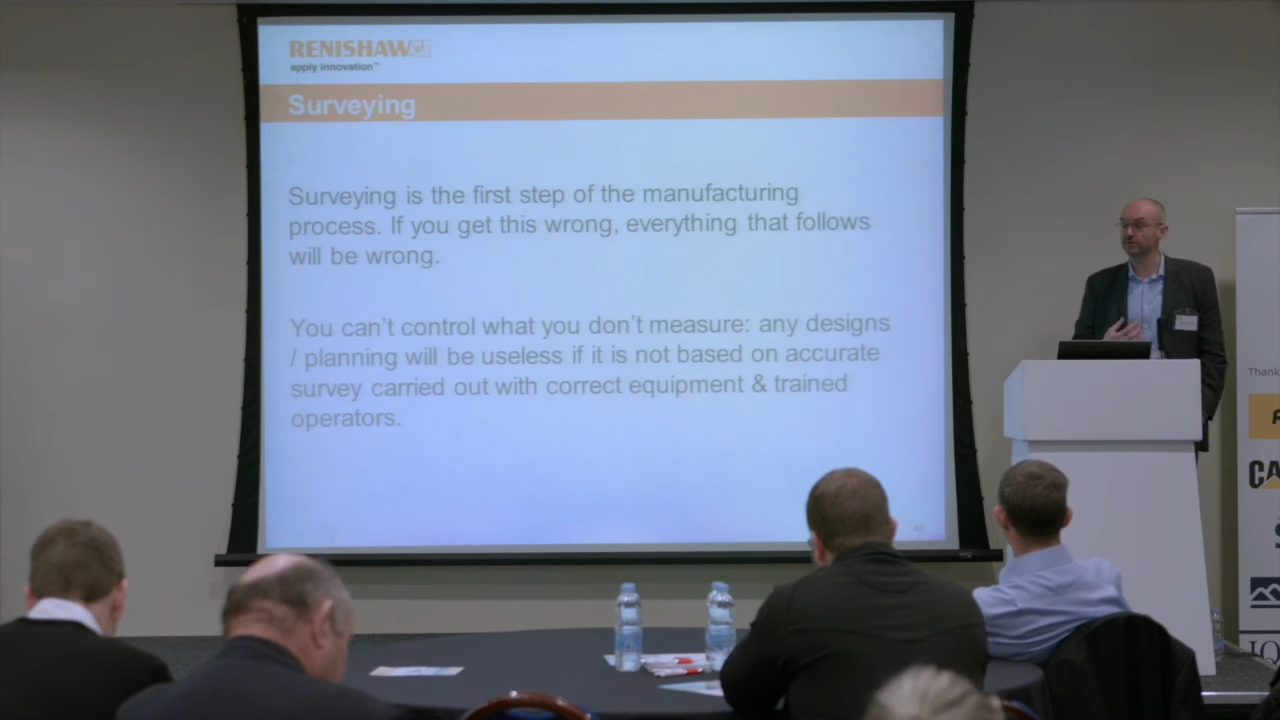 RENISHAW
apply innovation™
Surveying
Surveying is the first step of the manufacturing
process. If you get this wrong, everything that follows
will be wrong.
You can't control what you don't measure: any designs
/ planning will be useless if it is not based on accurate
survey carried out with correct equipment & trained
operators.
Thank
CA